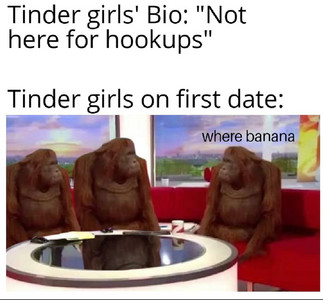 Tinder girls' Bio: "Not
here for hookups"
Tinder girls on first date:
where banana